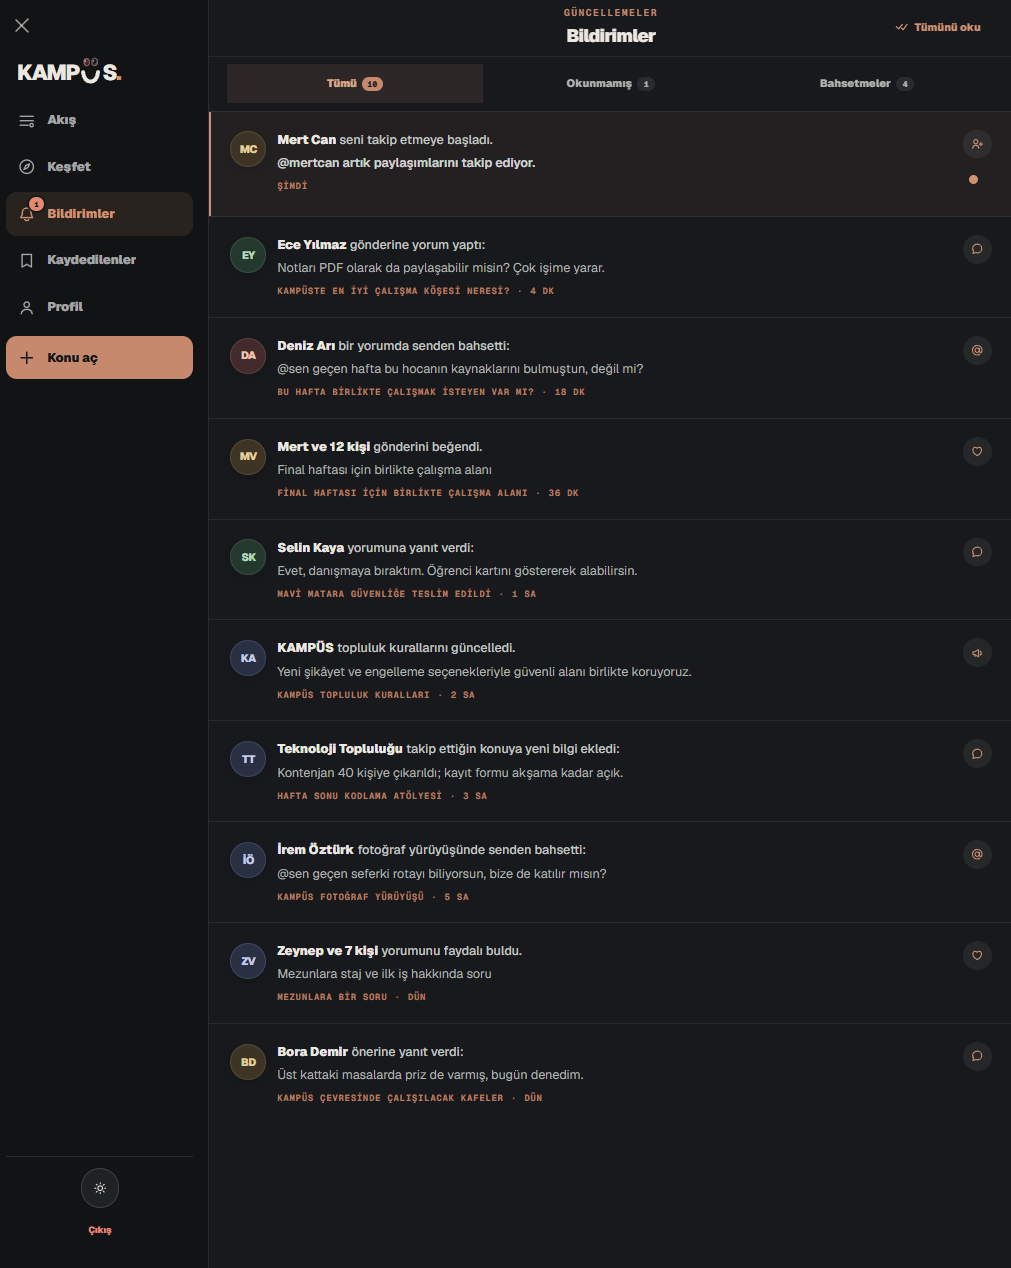 KAMPÜS.
Akış
Keşfet
1
Bildirimler
Kaydedilenler
Profil
Konu aç
Çıkış
GÜNCELLEMELER
Bildirimler
Tümünü oku
Tümü 10
Okunmamış 1
Bahsetmeler 4
MC
Mert Can seni takip etmeye başladı.
@mertcan artık paylaşımlarını takip ediyor.
ŞİMDİ
EY
Ece Yılmaz gönderine yorum yaptı:
Notları PDF olarak da paylaşabilir misin? Çok işime yarar.
KAMPÜSTE EN İYİ ÇALIŞMA KÖŞESİ NERESİ? · 4 DK
DA
Deniz Arı bir yorumda senden bahsetti:
@sen geçen hafta bu hocanın kaynaklarını bulmuştun, değil mi?
BU HAFTA BİRLİKTE ÇALIŞMAK İSTEYEN VAR MI? · 18 DK
MV
Mert ve 12 kişi gönderini beğendi.
Final haftası için birlikte çalışma alanı
FİNAL HAFTASI İÇİN BİRLİKTE ÇALIŞMA ALANI · 36 DK
SK
Selin Kaya yorumuna yanıt verdi:
Evet, danışmaya bıraktım. Öğrenci kartını göstererek alabilirsin.
MAVİ MATARA GÜVENLİĞE TESLİM EDİLDİ · 1 SA
KA
KAMPÜS topluluk kurallarını güncelledi.
Yeni şikâyet ve engelleme seçenekleriyle güvenli alanı birlikte koruyoruz.
KAMPÜS TOPLULUK KURALLARI · 2 SA
TT
Teknoloji Topluluğu takip ettiğin konuya yeni bilgi ekledi:
Kontenjan 40 kişiye çıkarıldı; kayıt formu akşama kadar açık.
HAFTA SONU KODLAMA ATÖLYESİ · 3 SA
İÖ
İrem Öztürk fotoğraf yürüyüşünde senden bahsetti:
@sen geçen seferki rotayı biliyorsun, bize de katılır mısın?
KAMPÜS FOTOĞRAF YÜRÜYÜŞÜ · 5 SA
ZV
Zeynep ve 7 kişi yorumunu faydalı buldu.
Mezunlara staj ve ilk iş hakkında soru
MEZUNLARA BİR SORU · DÜN
BD
Bora Demir önerine yanıt verdi:
Üst kattaki masalarda priz de varmış, bugün denedim.
KAMPÜS ÇEVRESİNDE ÇALIŞILACAK KAFELER · DÜN